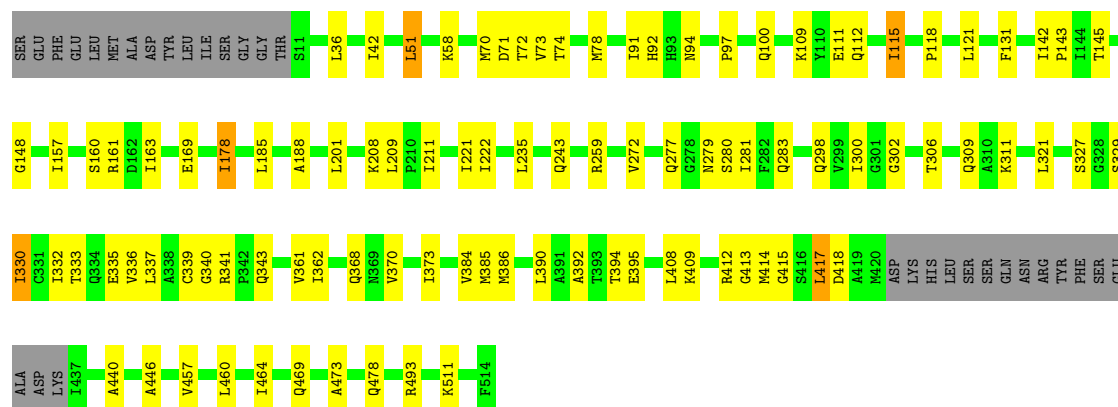 SER GLU PHE GLU LEU MET ALA ASP TYR LEU ILE SER GLY GLY THR S11 L36 I42 L51 K58 M70 D71 T72 V73 T74 M78 I91 H92 H93 N94 P97 Q100 K109 Y110 E111 Q112 I115 P118 L121 F131 I142 P143 I144 T145
G148 I157 S160 R161 D162 I163 E169 I178 L185 A188 L201 K208 L209 P210 I211 I221 I222 L235 Q243 R259 V272 Q277 G278 N279 S280 I281 F282 Q283 Q298 V299 I300 G301 G302 T306 Q309 A310 K311 L321 S327 G328 S329
I330 C331 I332 T333 Q334 E335 V336 L337 A338 C339 G340 R341 P342 Q343 V361 I362 Q368 N369 V370 I373 V384 M385 M386 L390 A391 A392 T393 T394 E395 L408 K409 R412 G413 M414 G415 S416 L417 D418 A419 M420 ASP LYS HIS LEU SER SER GLN ASN ARG TYR PHE SER GLU
ALA ASP LYS I437 A440 A446 V457 L460 I464 Q469 A473 Q478 R493 K511 F514